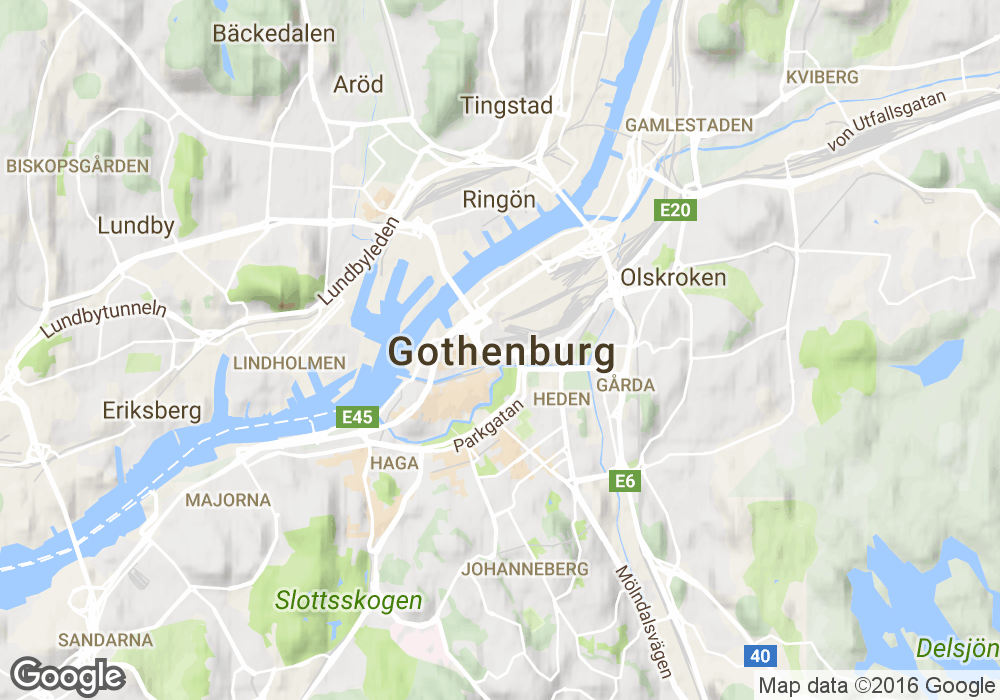 Bäckedalen
Aröd
Tingstad
KVIBERG
von Utfallsgatan
GAMLESTADEN
BISKOPSGÅRDEN
Ringön
E20
Lundby
Lundbyleden
Olskroken
Lundbytunneln
Gothenburg
LINDHOLMEN
GÅRDA
HEDEN
Eriksberg
E45
Parkgatan
HAGA
E6
MAJORNA
JOHANNEBERG
Mölndalsvägen
Slottsskogen
SANDARNA
Delsjön
40
Google
Map data ©2016 Google